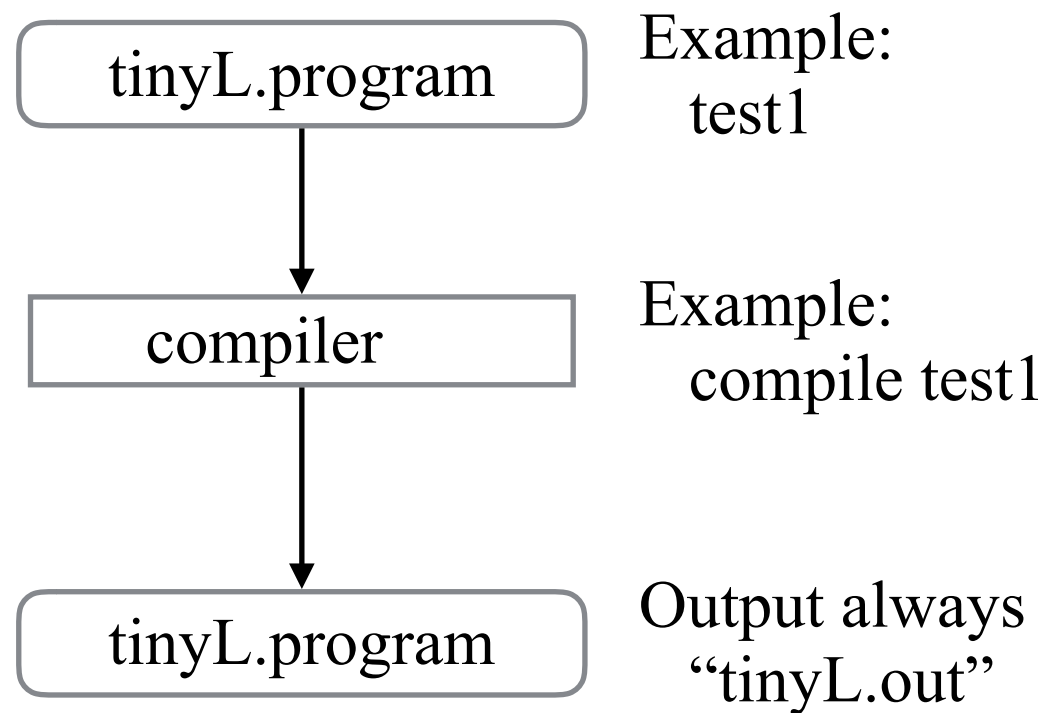 tinyL.program
Example:
test1
compiler
Example:
compile test1
tinyL.program
Output always
“tinyL.out”